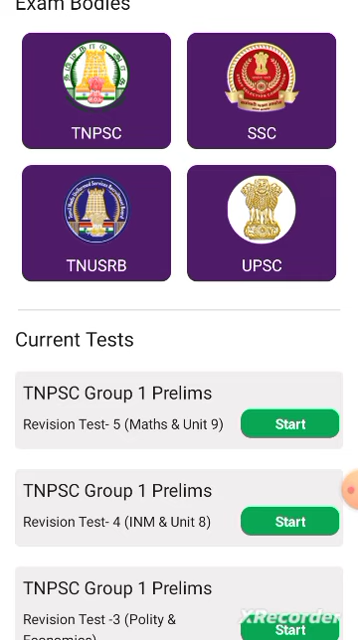 Exam Bodies
TNPSC
SSC
TNUSRB
UPSC
Current Tests
TNPSC Group 1 Prelims
Revision Test- 5 (Maths & Unit 9)
Start
TNPSC Group 1 Prelims
Revision Test- 4 (INM & Unit 8)
Start
TNPSC Group 1 Prelims
Revision Test -3 (Polity &
Economics)
Start
XRecorder